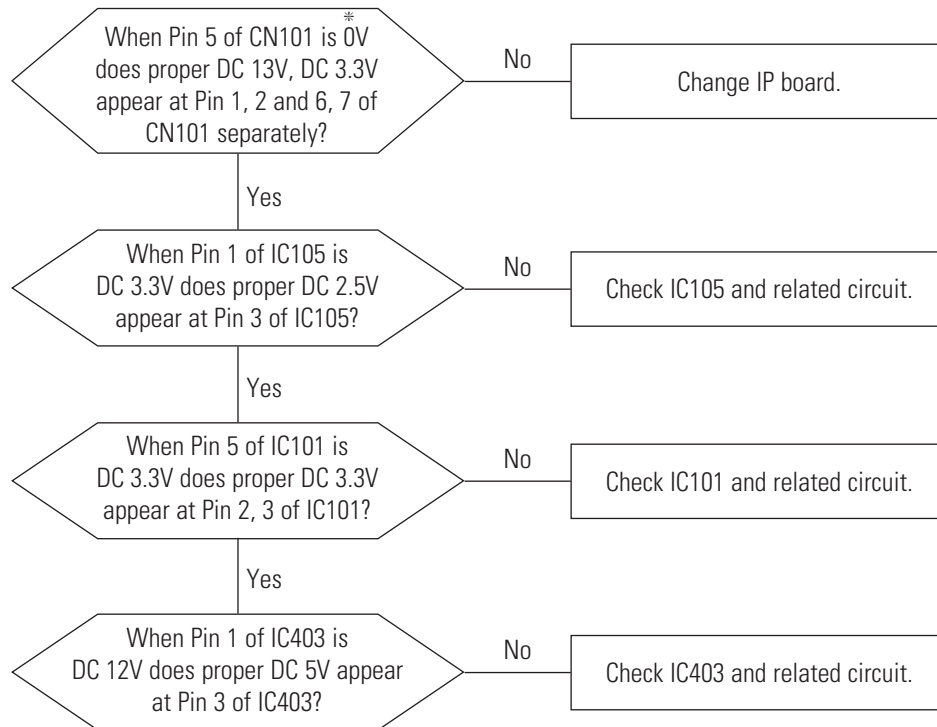 ※
When Pin 5 of CN101 is 0V
does proper DC 13V, DC 3.3V
appear at Pin 1, 2 and 6, 7 of
CN101 separately?
No
Change IP board.
Yes
When Pin 1 of IC105 is
DC 3.3V does proper DC 2.5V
appear at Pin 3 of IC105?
No
Check IC105 and related circuit.
Yes
When Pin 5 of IC101 is
DC 3.3V does proper DC 3.3V
appear at Pin 2, 3 of IC101?
No
Check IC101 and related circuit.
Yes
When Pin 1 of IC403 is
DC 12V does proper DC 5V appear
at Pin 3 of IC403?
No
Check IC403 and related circuit.